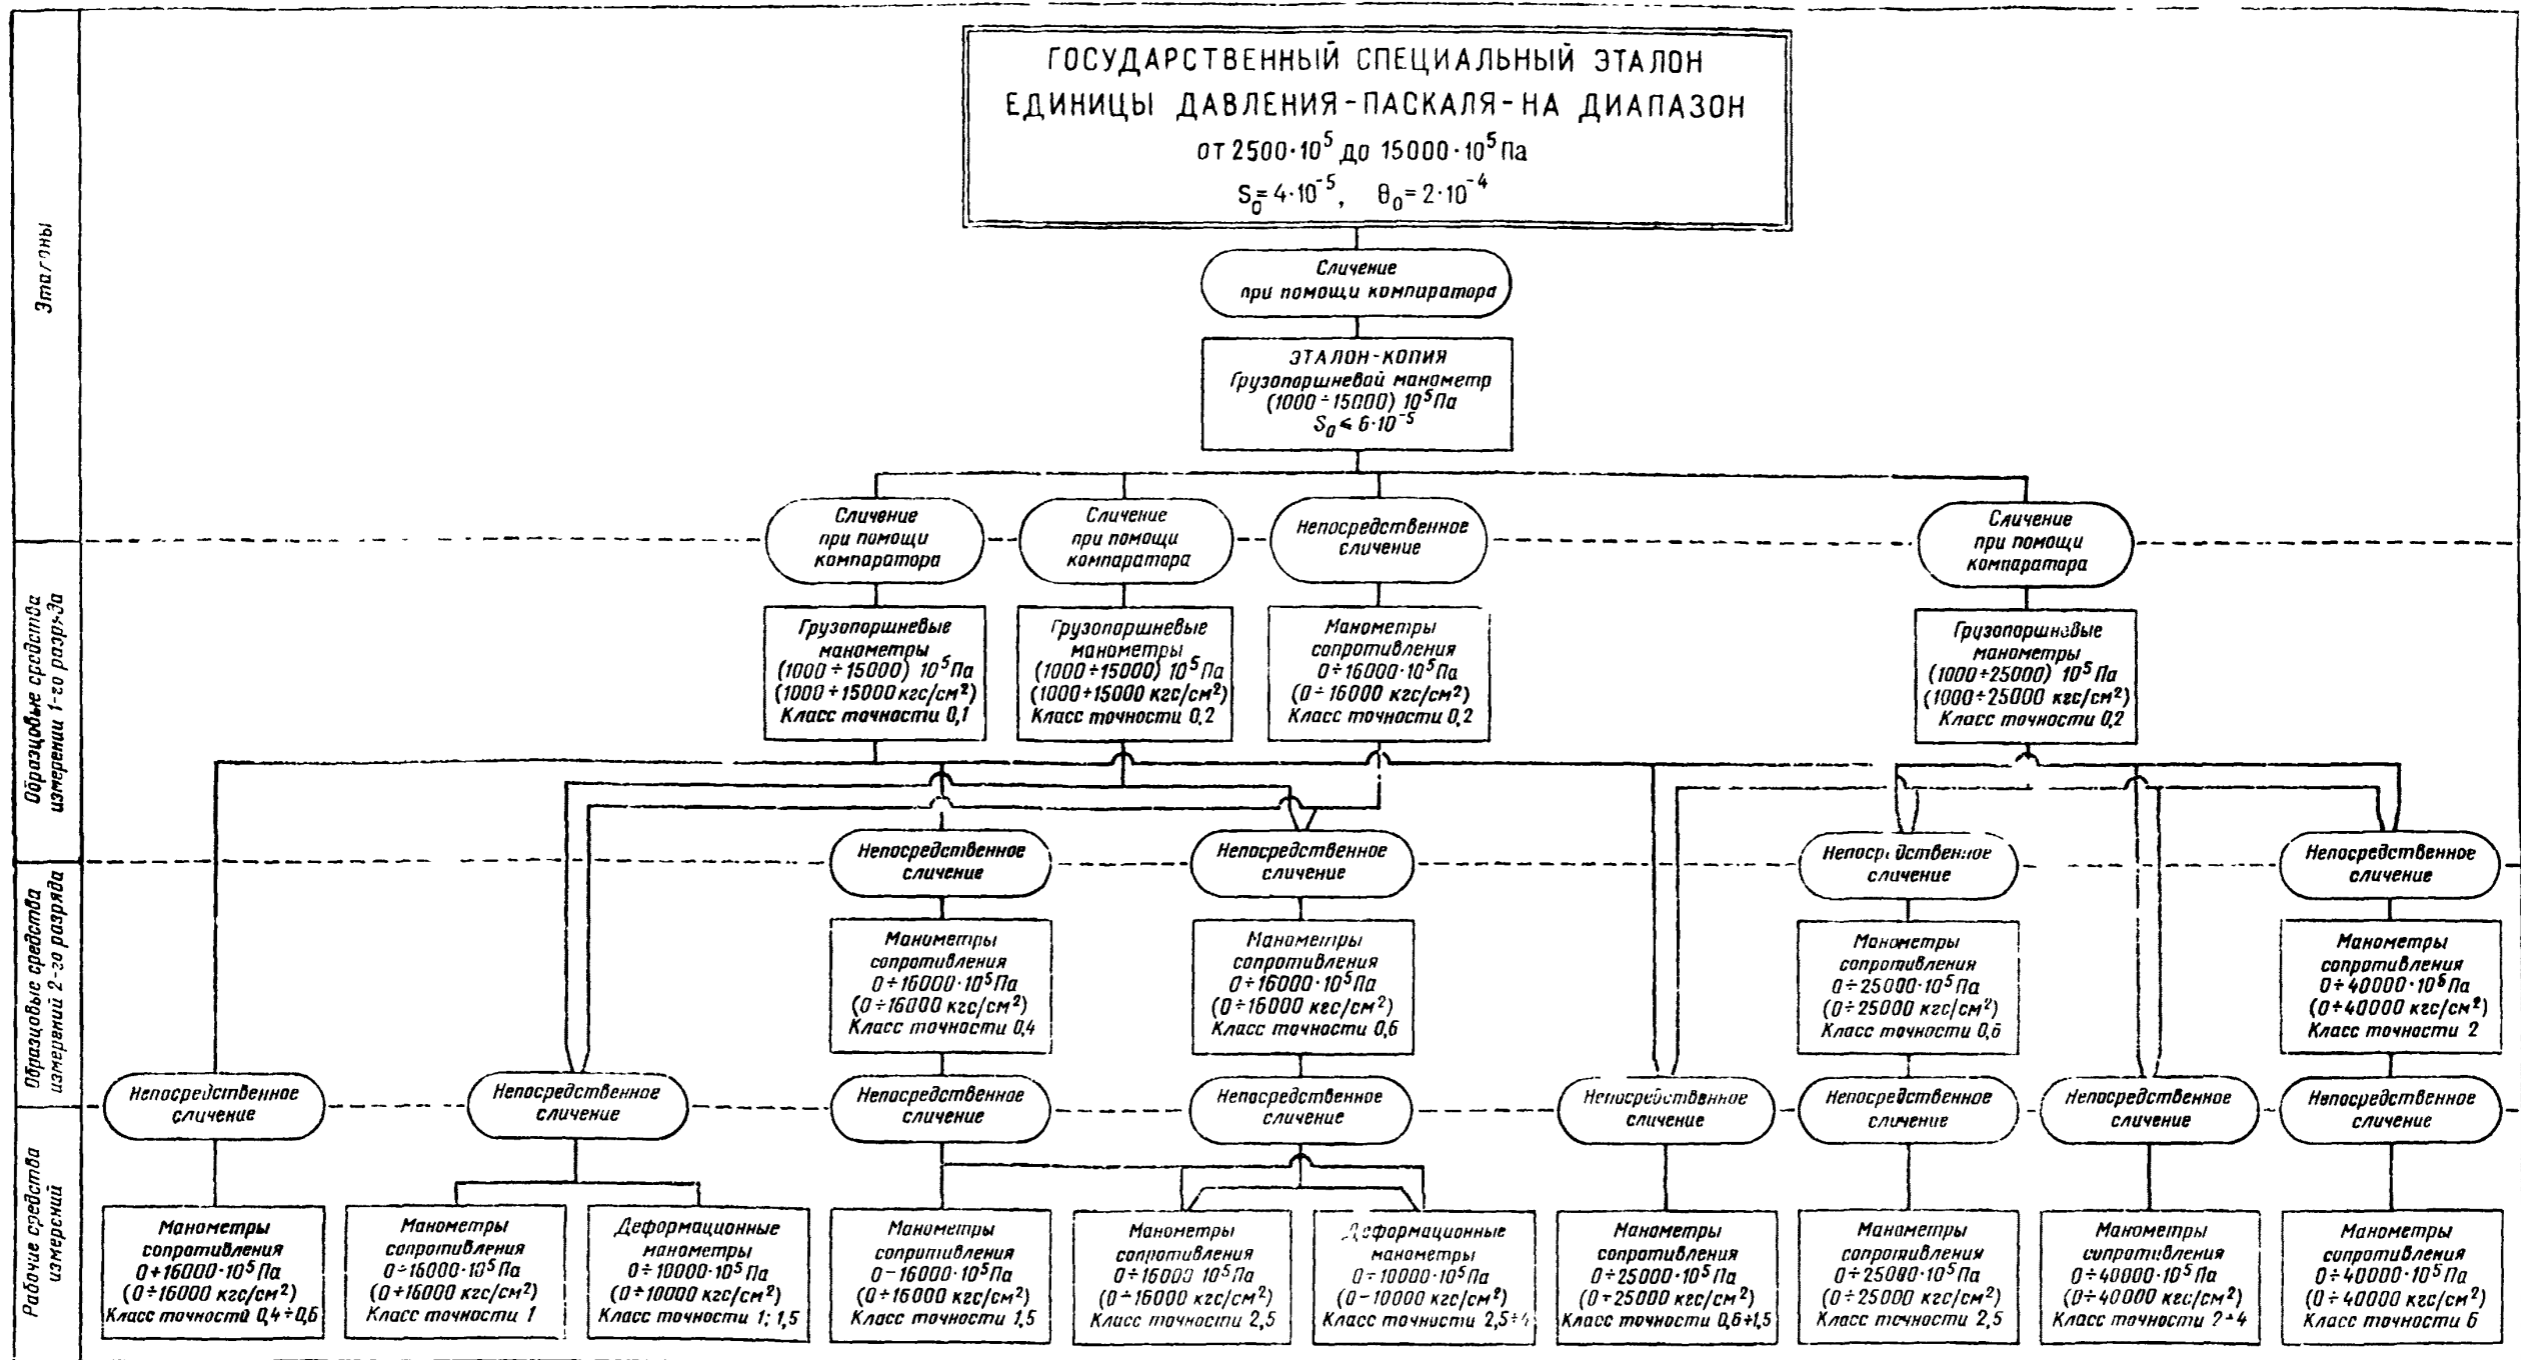 ГОСУДАРСТВЕННЫЙ СПЕЦИАЛЬНЫЙ ЭТАЛОН
ЕДИНИЦЫ ДАВЛЕНИЯ-ПАСКАЛЯ-НА ДИАПАЗОН
от 2500·10⁵ до 15000·10⁵ Па
S₀=4·10⁻⁵, θ₀=2·10⁻⁴
Эталоны
Сличение
при помощи компаратора
ЭТАЛОН-КОПИЯ
Грузопоршневой манометр
(1000÷15000) 10⁵ Па
S₀≤6·10⁻⁵
Сличение
при помощи
компаратора
Сличение
при помощи
компаратора
Непосредственное
сличение
Сличение
при помощи
компаратора
Образцовые средства
измерении 1-го разряда
Грузопоршневые
манометры
(1000÷15000) 10⁵ Па
(1000÷15000 кгс/см²)
Класс точности 0,1
Грузопоршневые
манометры
(1000÷15000) 10⁵ Па
(1000÷15000 кгс/см²)
Класс точности 0,2
Манометры
сопротивления
0÷16000·10⁵ Па
(0÷16000 кгс/см²)
Класс точности 0,2
Грузопоршневые
манометры
(1000÷25000) 10⁵ Па
(1000÷25000 кгс/см²)
Класс точности 0,2
Непосредственное
сличение
Непосредственное
сличение
Непосредственное
сличение
Непосредственное
сличение
Образцовые средства
измерений 2-го разряда
Манометры
сопротивления
0÷16000·10⁵ Па
(0÷16000 кгс/см²)
Класс точности 0,4
Манометры
сопротивления
0÷16000·10⁵ Па
(0÷16000 кгс/см²)
Класс точности 0,6
Манометры
сопротивления
0÷25000·10⁵ Па
(0÷25000 кгс/см²)
Класс точности 0,6
Манометры
сопротивления
0÷40000·10⁵ Па
(0÷40000 кгс/см²)
Класс точности 2
Непосредственное
сличение
Непосредственное
сличение
Непосредственное
сличение
Непосредственное
сличение
Непосредственное
сличение
Непосредственное
сличение
Непосредственное
сличение
Непосредственное
сличение
Рабочие средства
измерений
Манометры
сопротивления
0÷16000·10⁵ Па
(0÷16000 кгс/см²)
Класс точности 0,4÷0,6
Манометры
сопротивления
0÷16000·10⁵ Па
(0÷16000 кгс/см²)
Класс точности 1
Деформационные
манометры
0÷10000·10⁵ Па
(0÷10000 кгс/см²)
Класс точности 1; 1,5
Манометры
сопротивления
0÷16000·10⁵ Па
(0÷16000 кгс/см²)
Класс точности 1,5
Манометры
сопротивления
0÷16000 10⁵ Па
(0÷16000 кгс/см²)
Класс точности 2,5
Деформационные
манометры
0÷10000·10⁵ Па
(0÷10000 кгс/см²)
Класс точности 2,5÷4
Манометры
сопротивления
0÷25000·10⁵ Па
(0÷25000 кгс/см²)
Класс точности 0,6÷1,5
Манометры
сопротивления
0÷25000·10⁵ Па
(0÷25000 кгс/см²)
Класс точности 2,5
Манометры
сопротивления
0÷40000·10⁵ Па
(0÷40000 кгс/см²)
Класс точности 2÷4
Манометры
сопротивления
0÷40000·10⁵ Па
(0÷40000 кгс/см²)
Класс точности 6